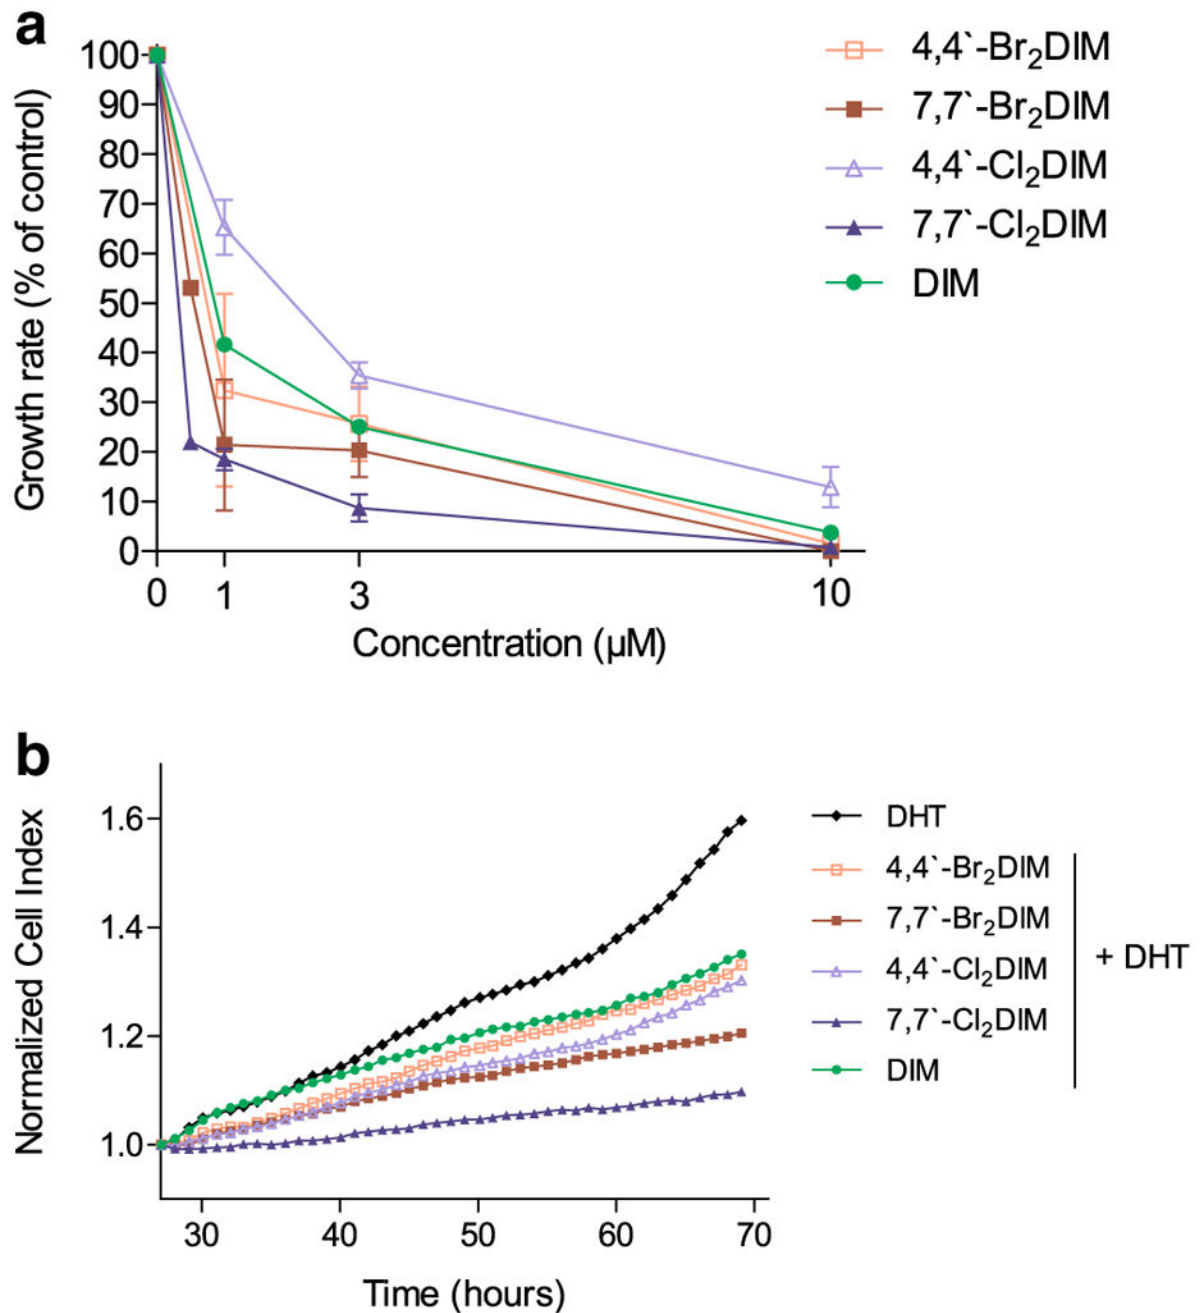 a
Growth rate (% of control)
100
90
80
70
60
50
40
30
20
10
0
0 1 3 10
Concentration (µM)
4,4`-Br₂DIM
7,7`-Br₂DIM
4,4`-Cl₂DIM
7,7`-Cl₂DIM
DIM
b
Normalized Cell Index
1.6
1.4
1.2
1.0
30 40 50 60 70
Time (hours)
DHT
4,4`-Br₂DIM
7,7`-Br₂DIM
4,4`-Cl₂DIM
7,7`-Cl₂DIM
DIM
+ DHT